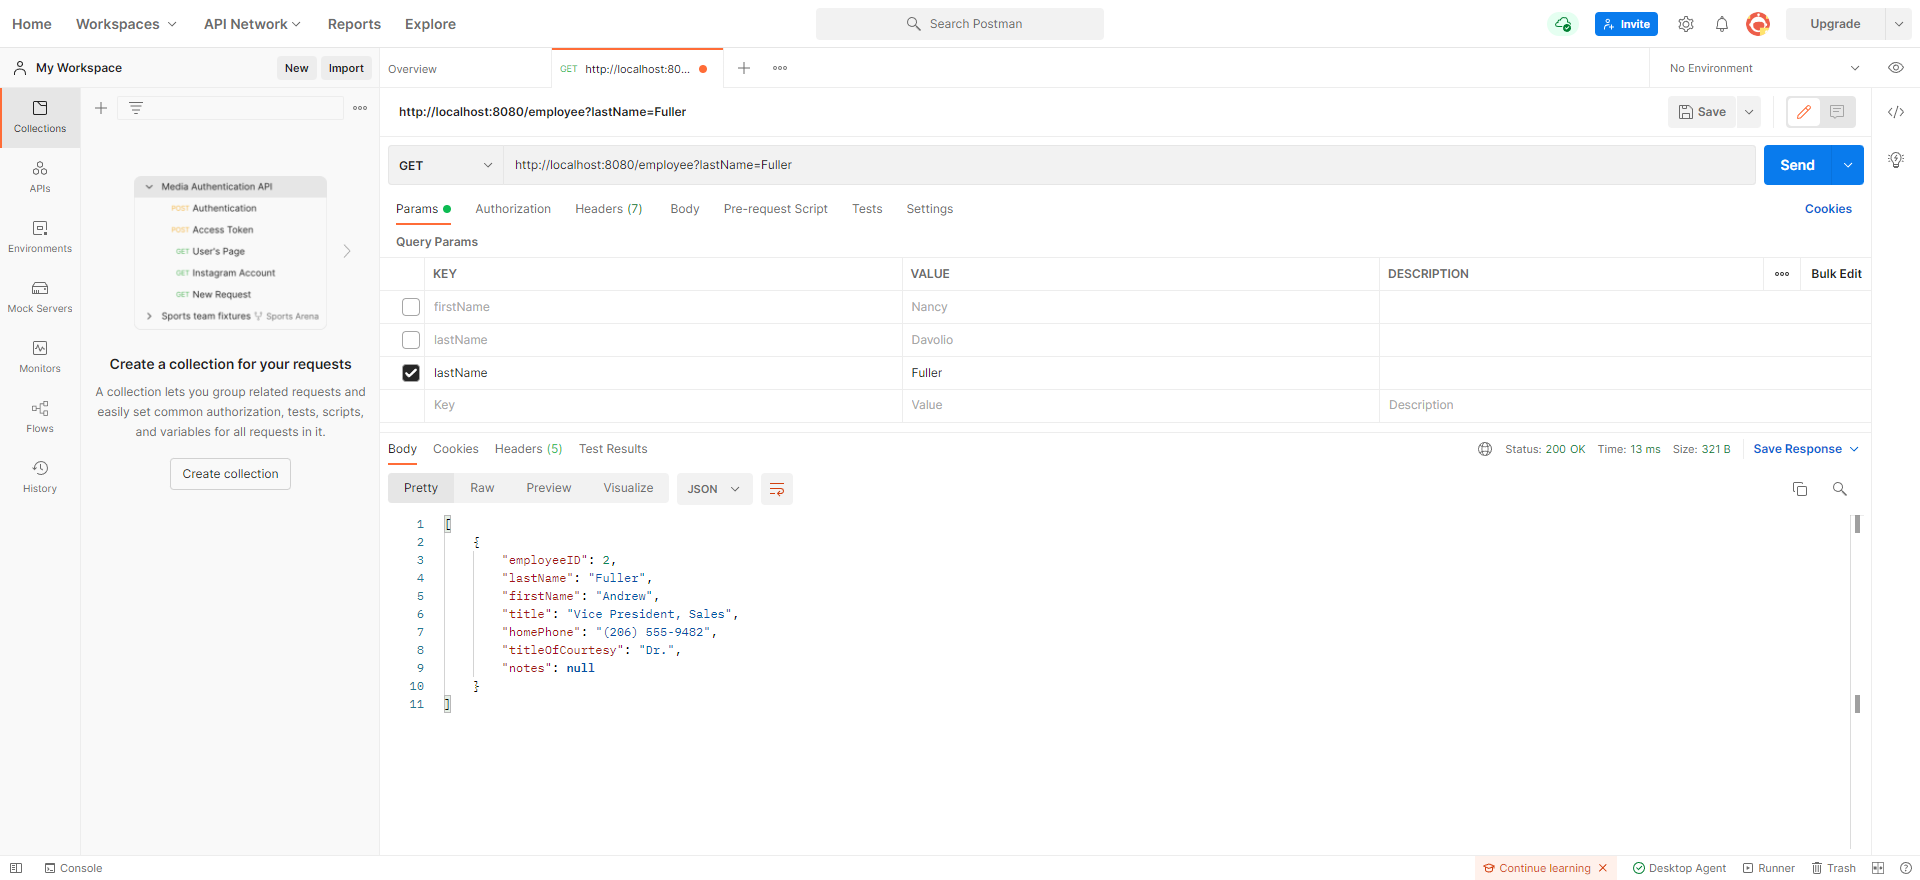 Home Workspaces API Network Reports Explore Search Postman Invite Upgrade
My Workspace New Import Overview GET http://localhost:80... No Environment
Collections
APIs
Environments
Mock Servers
Monitors
Flows
History
Media Authentication API
POST Authentication
POST Access Token
GET User's Page
GET Instagram Account
GET New Request
Sports team fixtures Sports Arena
Create a collection for your requests
A collection lets you group related requests and
easily set common authorization, tests, scripts,
and variables for all requests in it.
Create collection
http://localhost:8080/employee?lastName=Fuller Save
GET http://localhost:8080/employee?lastName=Fuller Send
Params Authorization Headers (7) Body Pre-request Script Tests Settings Cookies
Query Params
KEY VALUE DESCRIPTION Bulk Edit
firstName Nancy
lastName Davolio
lastName Fuller
Key Value Description
Body Cookies Headers (5) Test Results Status: 200 OK Time: 13 ms Size: 321 B Save Response
Pretty Raw Preview Visualize JSON
1 [
2 {
3 "employeeID": 2,
4 "lastName": "Fuller",
5 "firstName": "Andrew",
6 "title": "Vice President, Sales",
7 "homePhone": "(206) 555-9482",
8 "titleOfCourtesy": "Dr.",
9 "notes": null
10 }
11 ]
Console Continue learning Desktop Agent Runner Trash